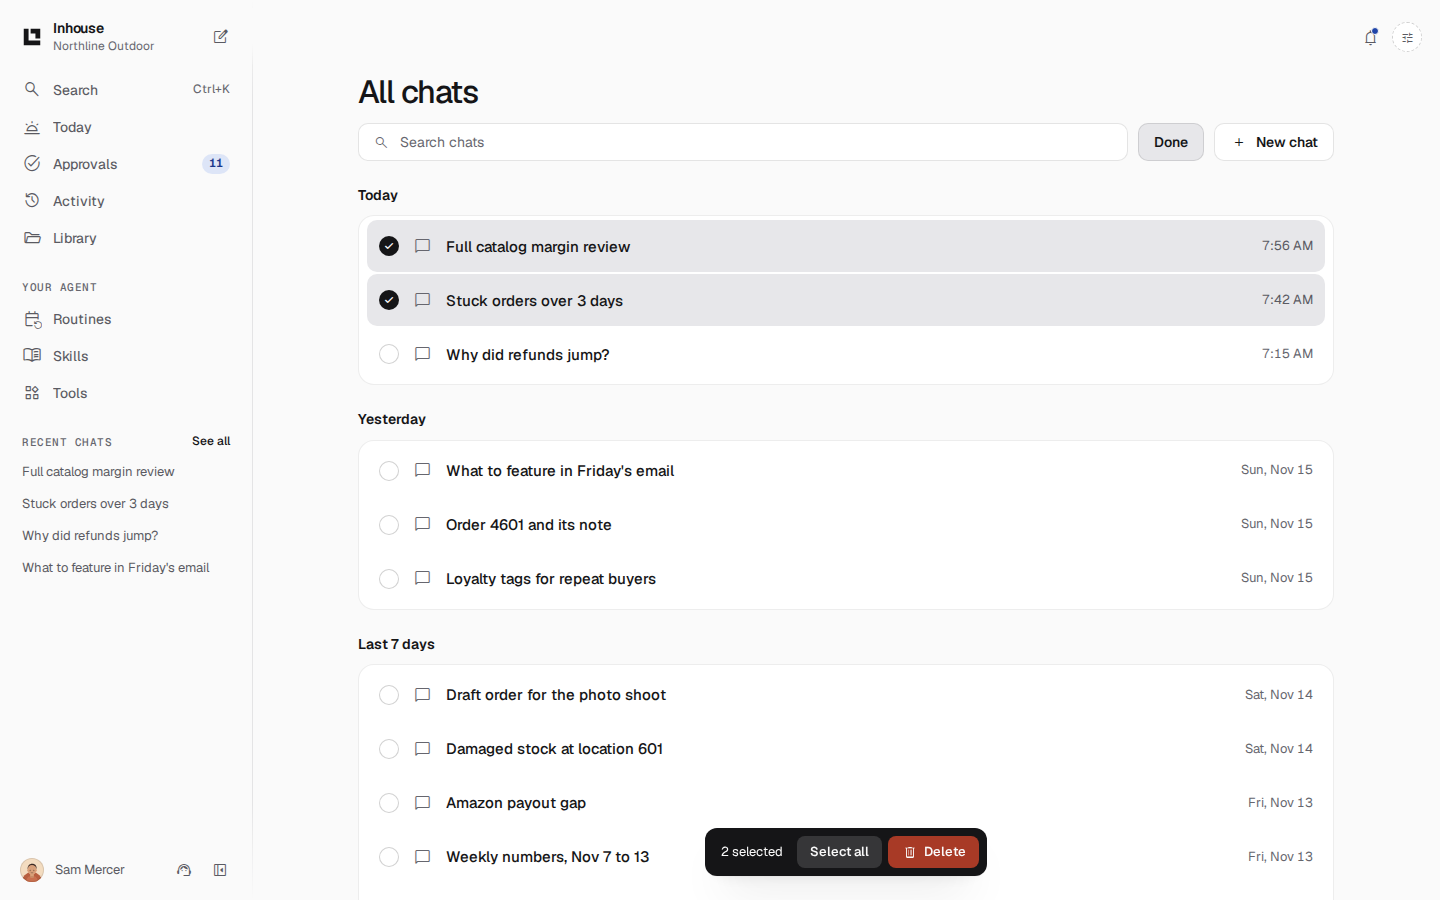 Inhouse
Northline Outdoor
Search Ctrl+K
Today
Approvals 11
Activity
Library
YOUR AGENT
Routines
Skills
Tools
RECENT CHATS See all
Full catalog margin review
Stuck orders over 3 days
Why did refunds jump?
What to feature in Friday's email
Sam Mercer
All chats
Search chats Done + New chat
Today
Full catalog margin review 7:56 AM
Stuck orders over 3 days 7:42 AM
Why did refunds jump? 7:15 AM
Yesterday
What to feature in Friday's email Sun, Nov 15
Order 4601 and its note Sun, Nov 15
Loyalty tags for repeat buyers Sun, Nov 15
Last 7 days
Draft order for the photo shoot Sat, Nov 14
Damaged stock at location 601 Sat, Nov 14
Amazon payout gap Fri, Nov 13
Weekly numbers, Nov 7 to 13 Fri, Nov 13
2 selected Select all Delete